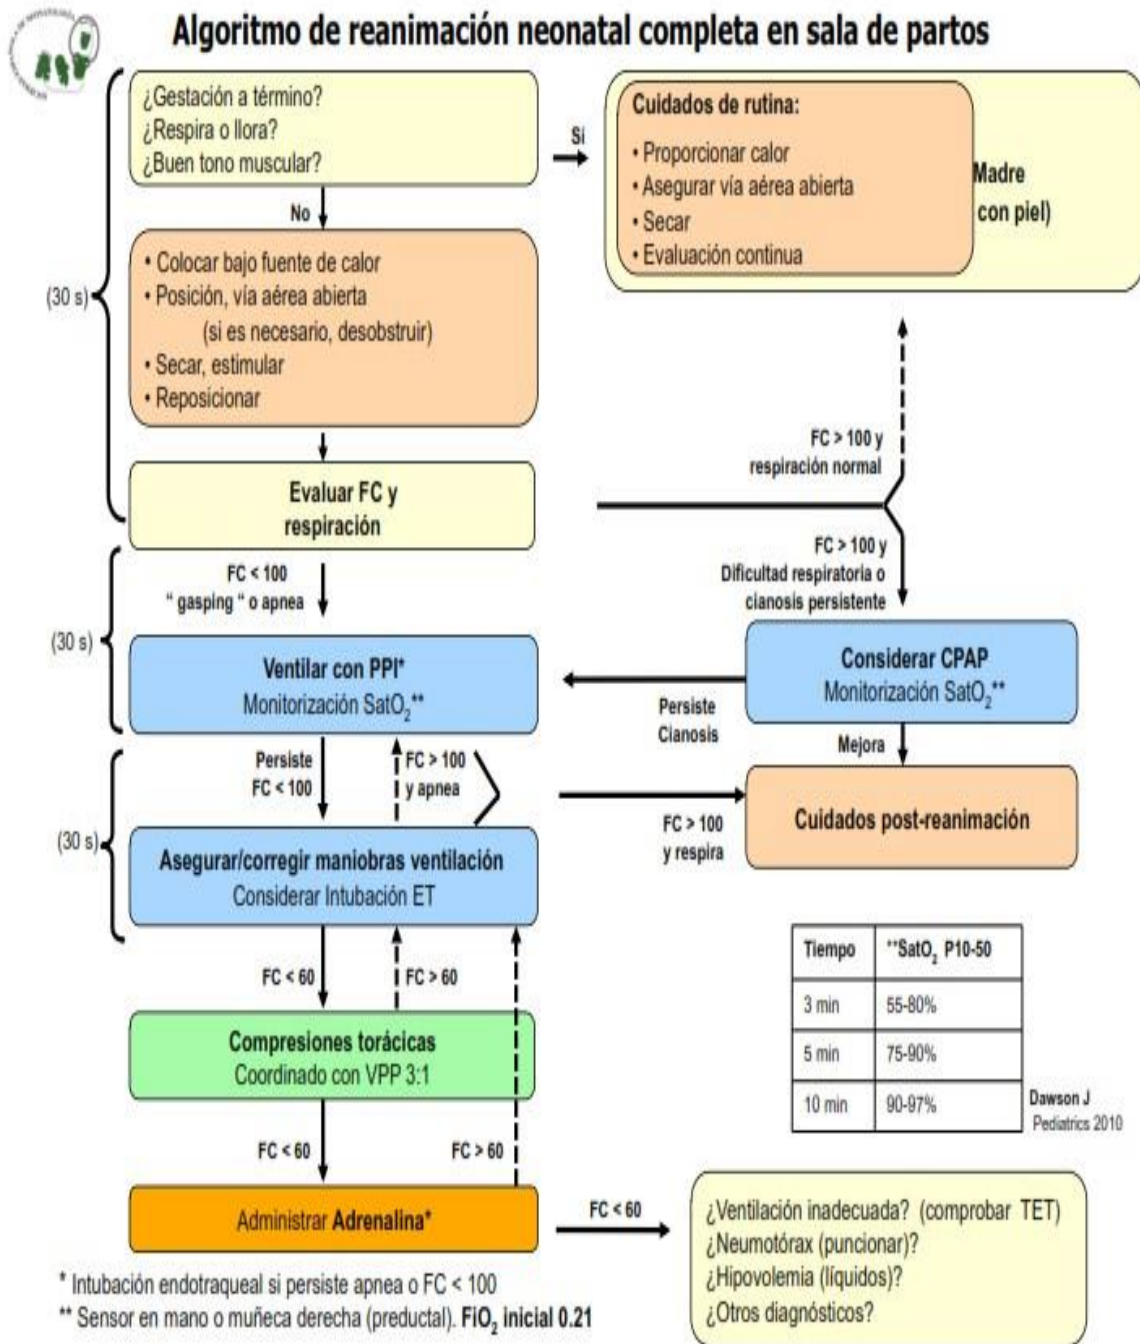 Algoritmo de reanimación neonatal completa en sala de partos
¿Gestación a término?
¿Respira o llora?
¿Buen tono muscular?
Sí
Cuidados de rutina:
• Proporcionar calor
• Asegurar vía aérea abierta
• Secar
• Evaluación continua
Madre
con piel)
No
(30 s)
• Colocar bajo fuente de calor
• Posición, vía aérea abierta
(si es necesario, desobstruir)
• Secar, estimular
• Reposicionar
Evaluar FC y
respiración
FC > 100 y
respiración normal
FC > 100 y
Dificultad respiratoria o
cianosis persistente
FC < 100
“ gasping “ o apnea
(30 s)
Ventilar con PPI*
Monitorización SatO₂**
Considerar CPAP
Monitorización SatO₂**
Persiste
Cianosis
Mejora
Persiste
FC < 100
FC > 100
y apnea
(30 s)
FC > 100
y respira
Cuidados post-reanimación
Asegurar/corregir maniobras ventilación
Considerar Intubación ET
FC < 60
FC > 60
Compresiones torácicas
Coordinado con VPP 3:1
Tiempo **SatO₂ P10-50
3 min 55-80%
5 min 75-90%
10 min 90-97%
Dawson J
Pediatrics 2010
FC < 60
FC > 60
Administrar Adrenalina*
FC < 60
¿Ventilación inadecuada? (comprobar TET)
¿Neumotórax (puncionar)?
¿Hipovolemia (líquidos)?
¿Otros diagnósticos?
* Intubación endotraqueal si persiste apnea o FC < 100
** Sensor en mano o muñeca derecha (preductal). FiO₂ inicial 0.21